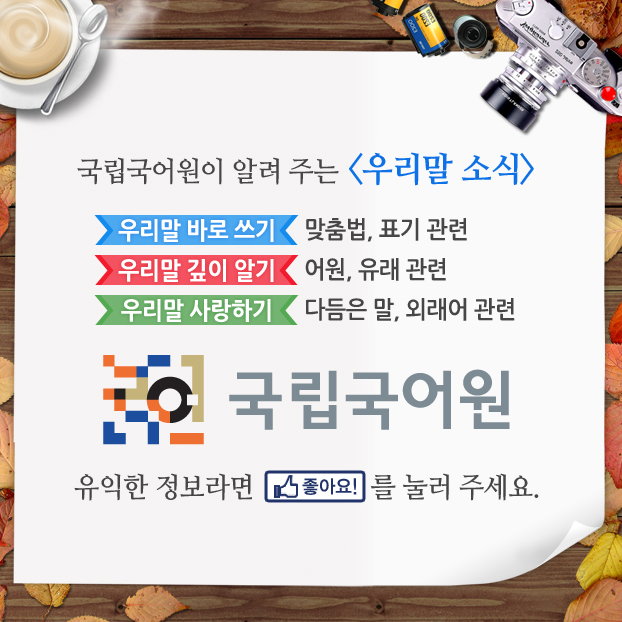 국립국어원이 알려 주는 〈우리말 소식〉
우리말 바로 쓰기 맞춤법, 표기 관련
우리말 깊이 알기 어원, 유래 관련
우리말 사랑하기 다듬은 말, 외래어 관련
국립국어원
유익한 정보라면 좋아요! 를 눌러 주세요.